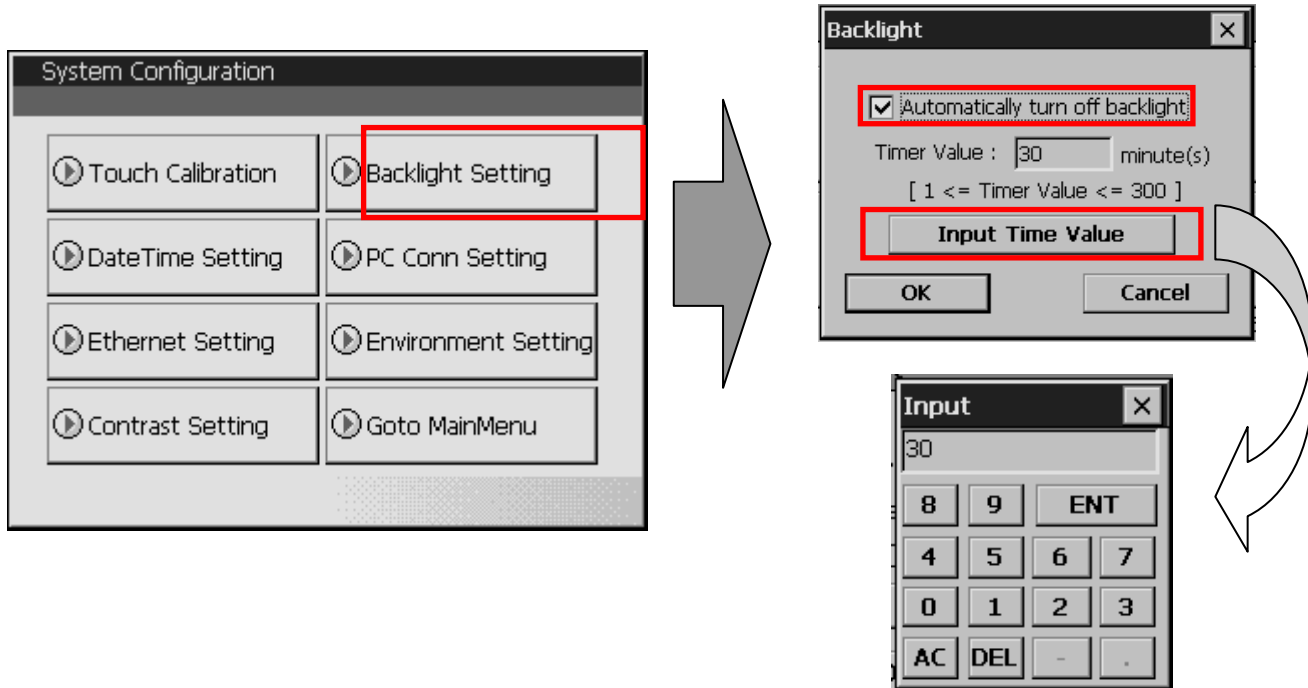 System Configuration
Touch Calibration
Backlight Setting
DateTime Setting
PC Conn Setting
Ethernet Setting
Environment Setting
Contrast Setting
Goto MainMenu
Backlight
Automatically turn off backlight
Timer Value : 30 minute(s)
[ 1 <= Timer Value <= 300 ]
Input Time Value
OK Cancel
Input
30
8 9 ENT
4 5 6 7
0 1 2 3
AC DEL - .